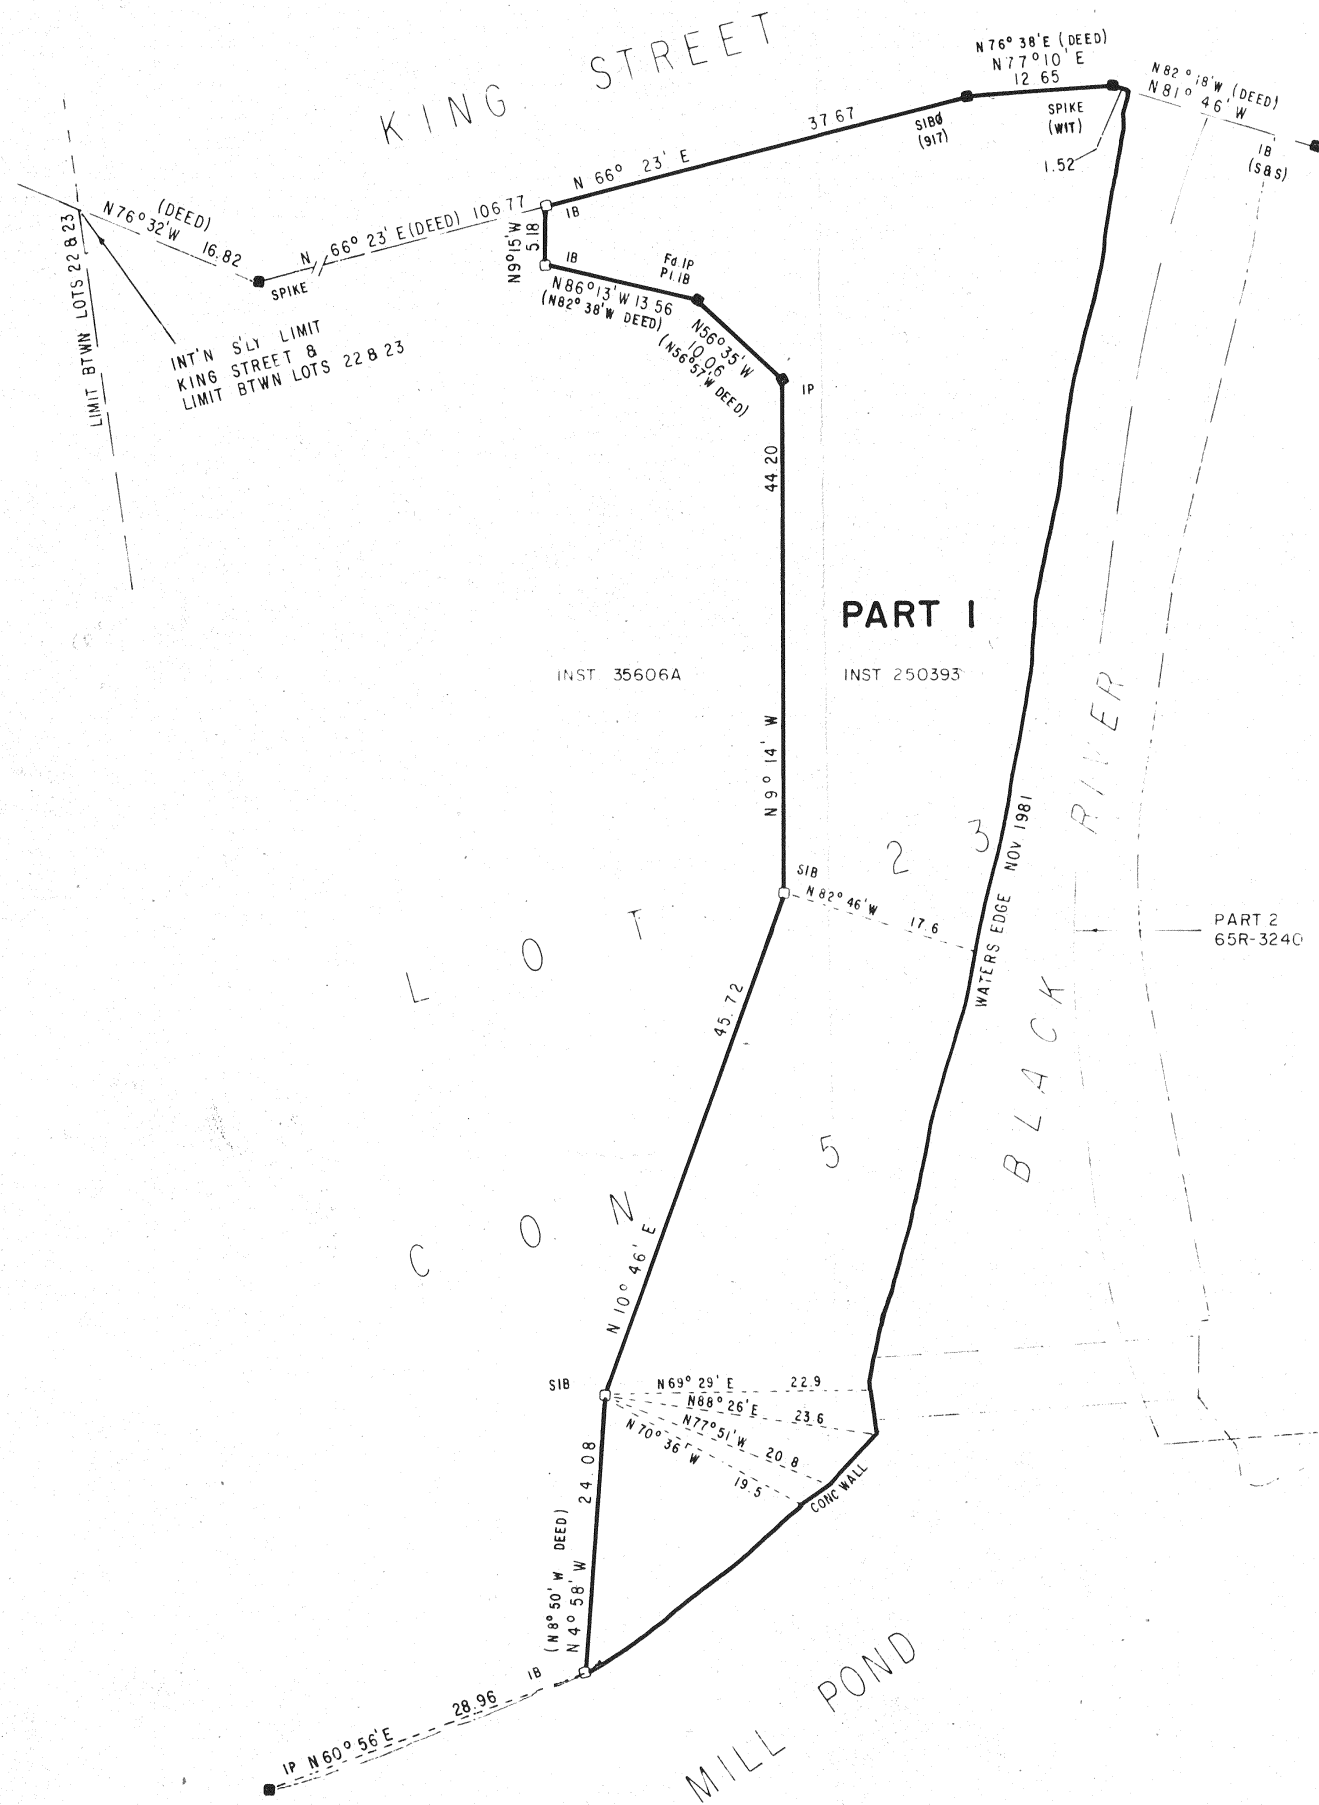 KING STREET
N76° 38'E (DEED)
N77° 10' E
12 65
N82° 18'W (DEED)
N81° 46' W
IB
(S&S)
SPIKE
(WIT)
1.52
SIBØ
(917)
37 67
N 66° 23' E
IB
(DEED)
N76° 32'W 16.82
N 66° 23' E(DEED) 106 77
SPIKE
N9° 15'W
5.18
IB
Fd.IP
Pl.IB
N86° 13'W 13 56
(N82° 38'W DEED)
N56° 35'W
10.06
(N56° 57'W DEED)
IP
LIMIT BTWN LOTS 22 & 23
INT'N S'LY LIMIT
KING STREET &
LIMIT BTWN LOTS 22 & 23
44 20
N 9° 14' W
PART 1
INST 35606A
INST 250393
BLACK RIVER
WATERS EDGE NOV 1981
LOT 23
SIB
N 82° 46'W 17.6
PART 2
65R-3240
45.72
N 10° 46' E
CON 5
SIB
N69° 29' E 22.9
N88° 26'E 23.6
N77° 51'W 20.8
N 70° 36' W 19.5
CONC WALL
24 08
(N 8° 50' W DEED)
N 4° 58' W
IB
28.96
IP N 60° 56'E
MILL POND